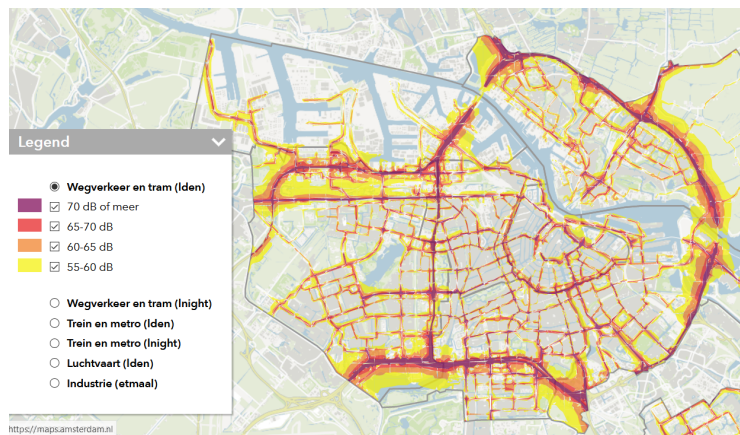 Legend
Wegverkeer en tram (lden)
70 dB of meer
65-70 dB
60-65 dB
55-60 dB
Wegverkeer en tram (lnight)
Trein en metro (lden)
Trein en metro (lnight)
Luchtvaart (lden)
Industrie (etmaal)
https://maps.amsterdam.nl